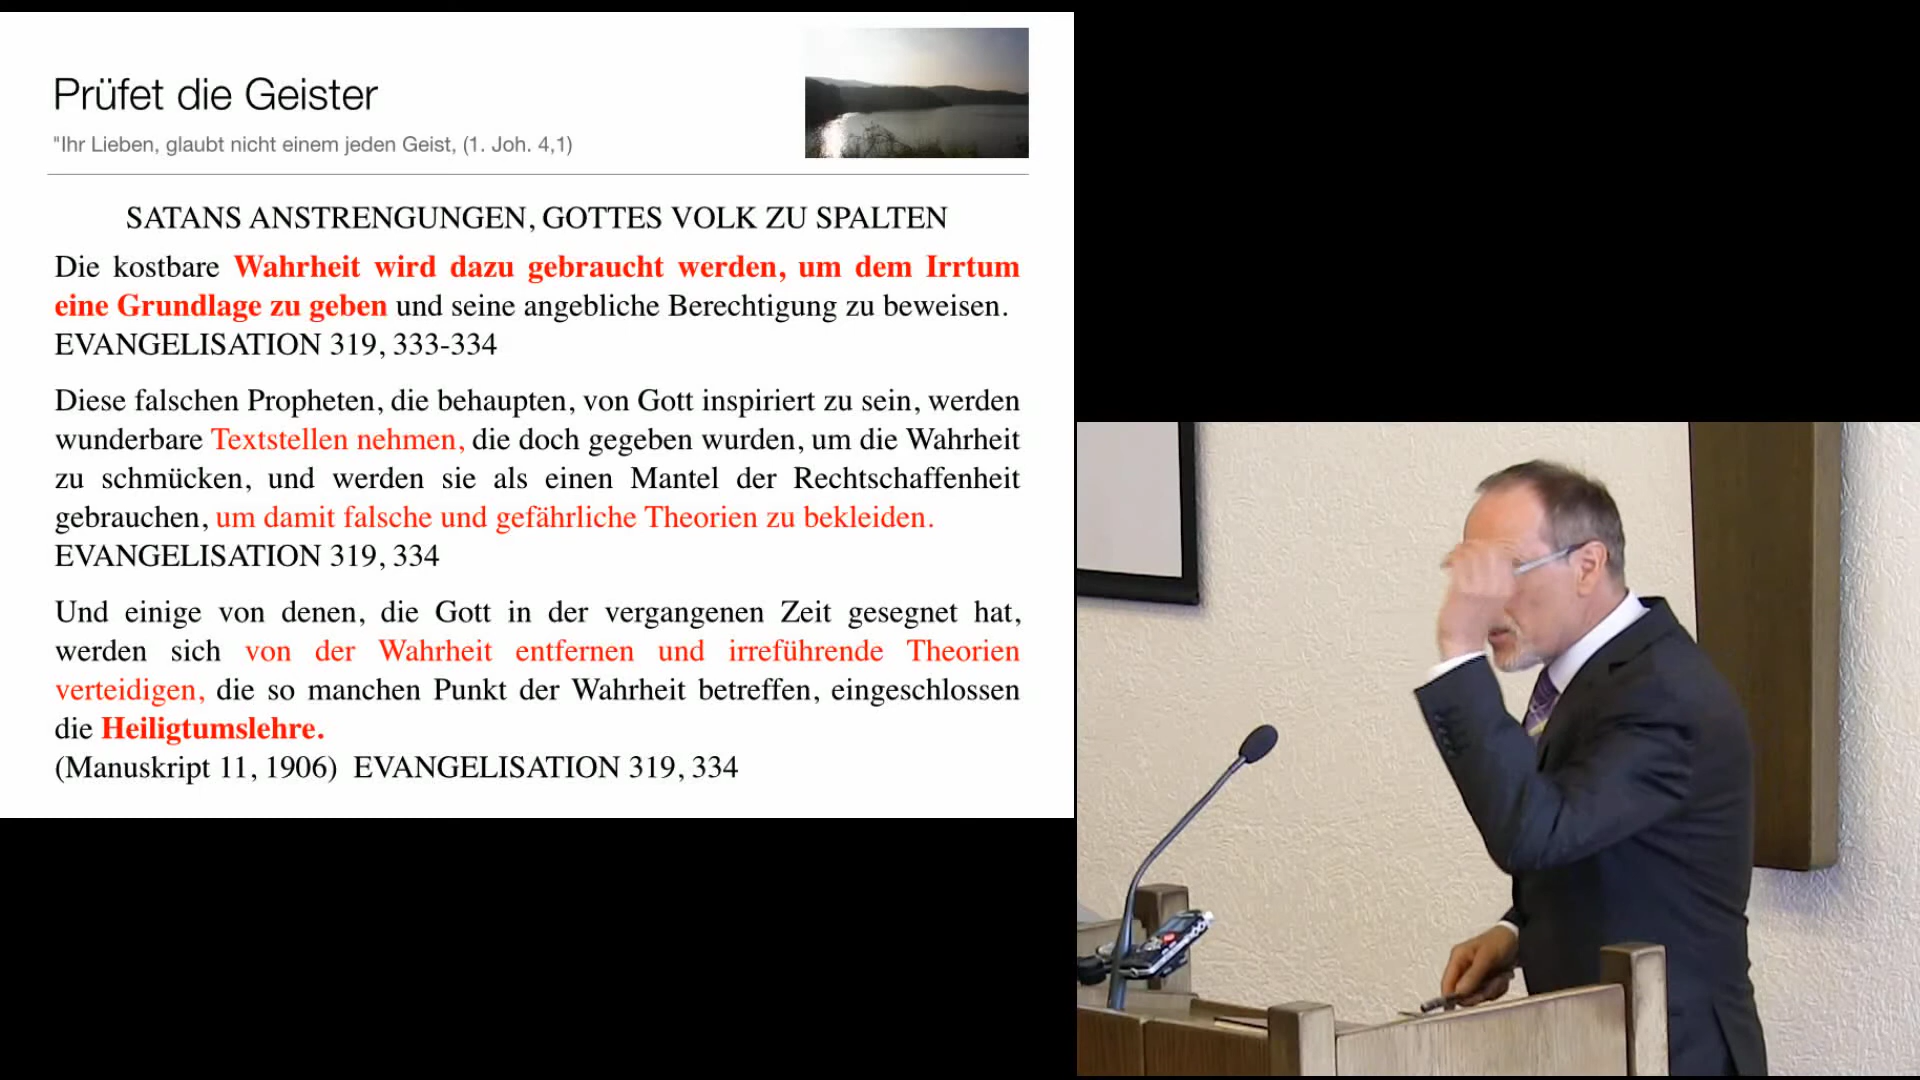 Prüfet die Geister
"Ihr Lieben, glaubt nicht einem jeden Geist, (1. Joh. 4,1)
SATANS ANSTRENGUNGEN, GOTTES VOLK ZU SPALTEN
Die kostbare Wahrheit wird dazu gebraucht werden, um dem Irrtum
eine Grundlage zu geben und seine angebliche Berechtigung zu beweisen.
EVANGELISATION 319, 333-334
Diese falschen Propheten, die behaupten, von Gott inspiriert zu sein, werden
wunderbare Textstellen nehmen, die doch gegeben wurden, um die Wahrheit
zu schmücken, und werden sie als einen Mantel der Rechtschaffenheit
gebrauchen, um damit falsche und gefährliche Theorien zu bekleiden.
EVANGELISATION 319, 334
Und einige von denen, die Gott in der vergangenen Zeit gesegnet hat,
werden sich von der Wahrheit entfernen und irreführende Theorien
verteidigen, die so manchen Punkt der Wahrheit betreffen, eingeschlossen
die Heiligtumslehre.
(Manuskript 11, 1906) EVANGELISATION 319, 334